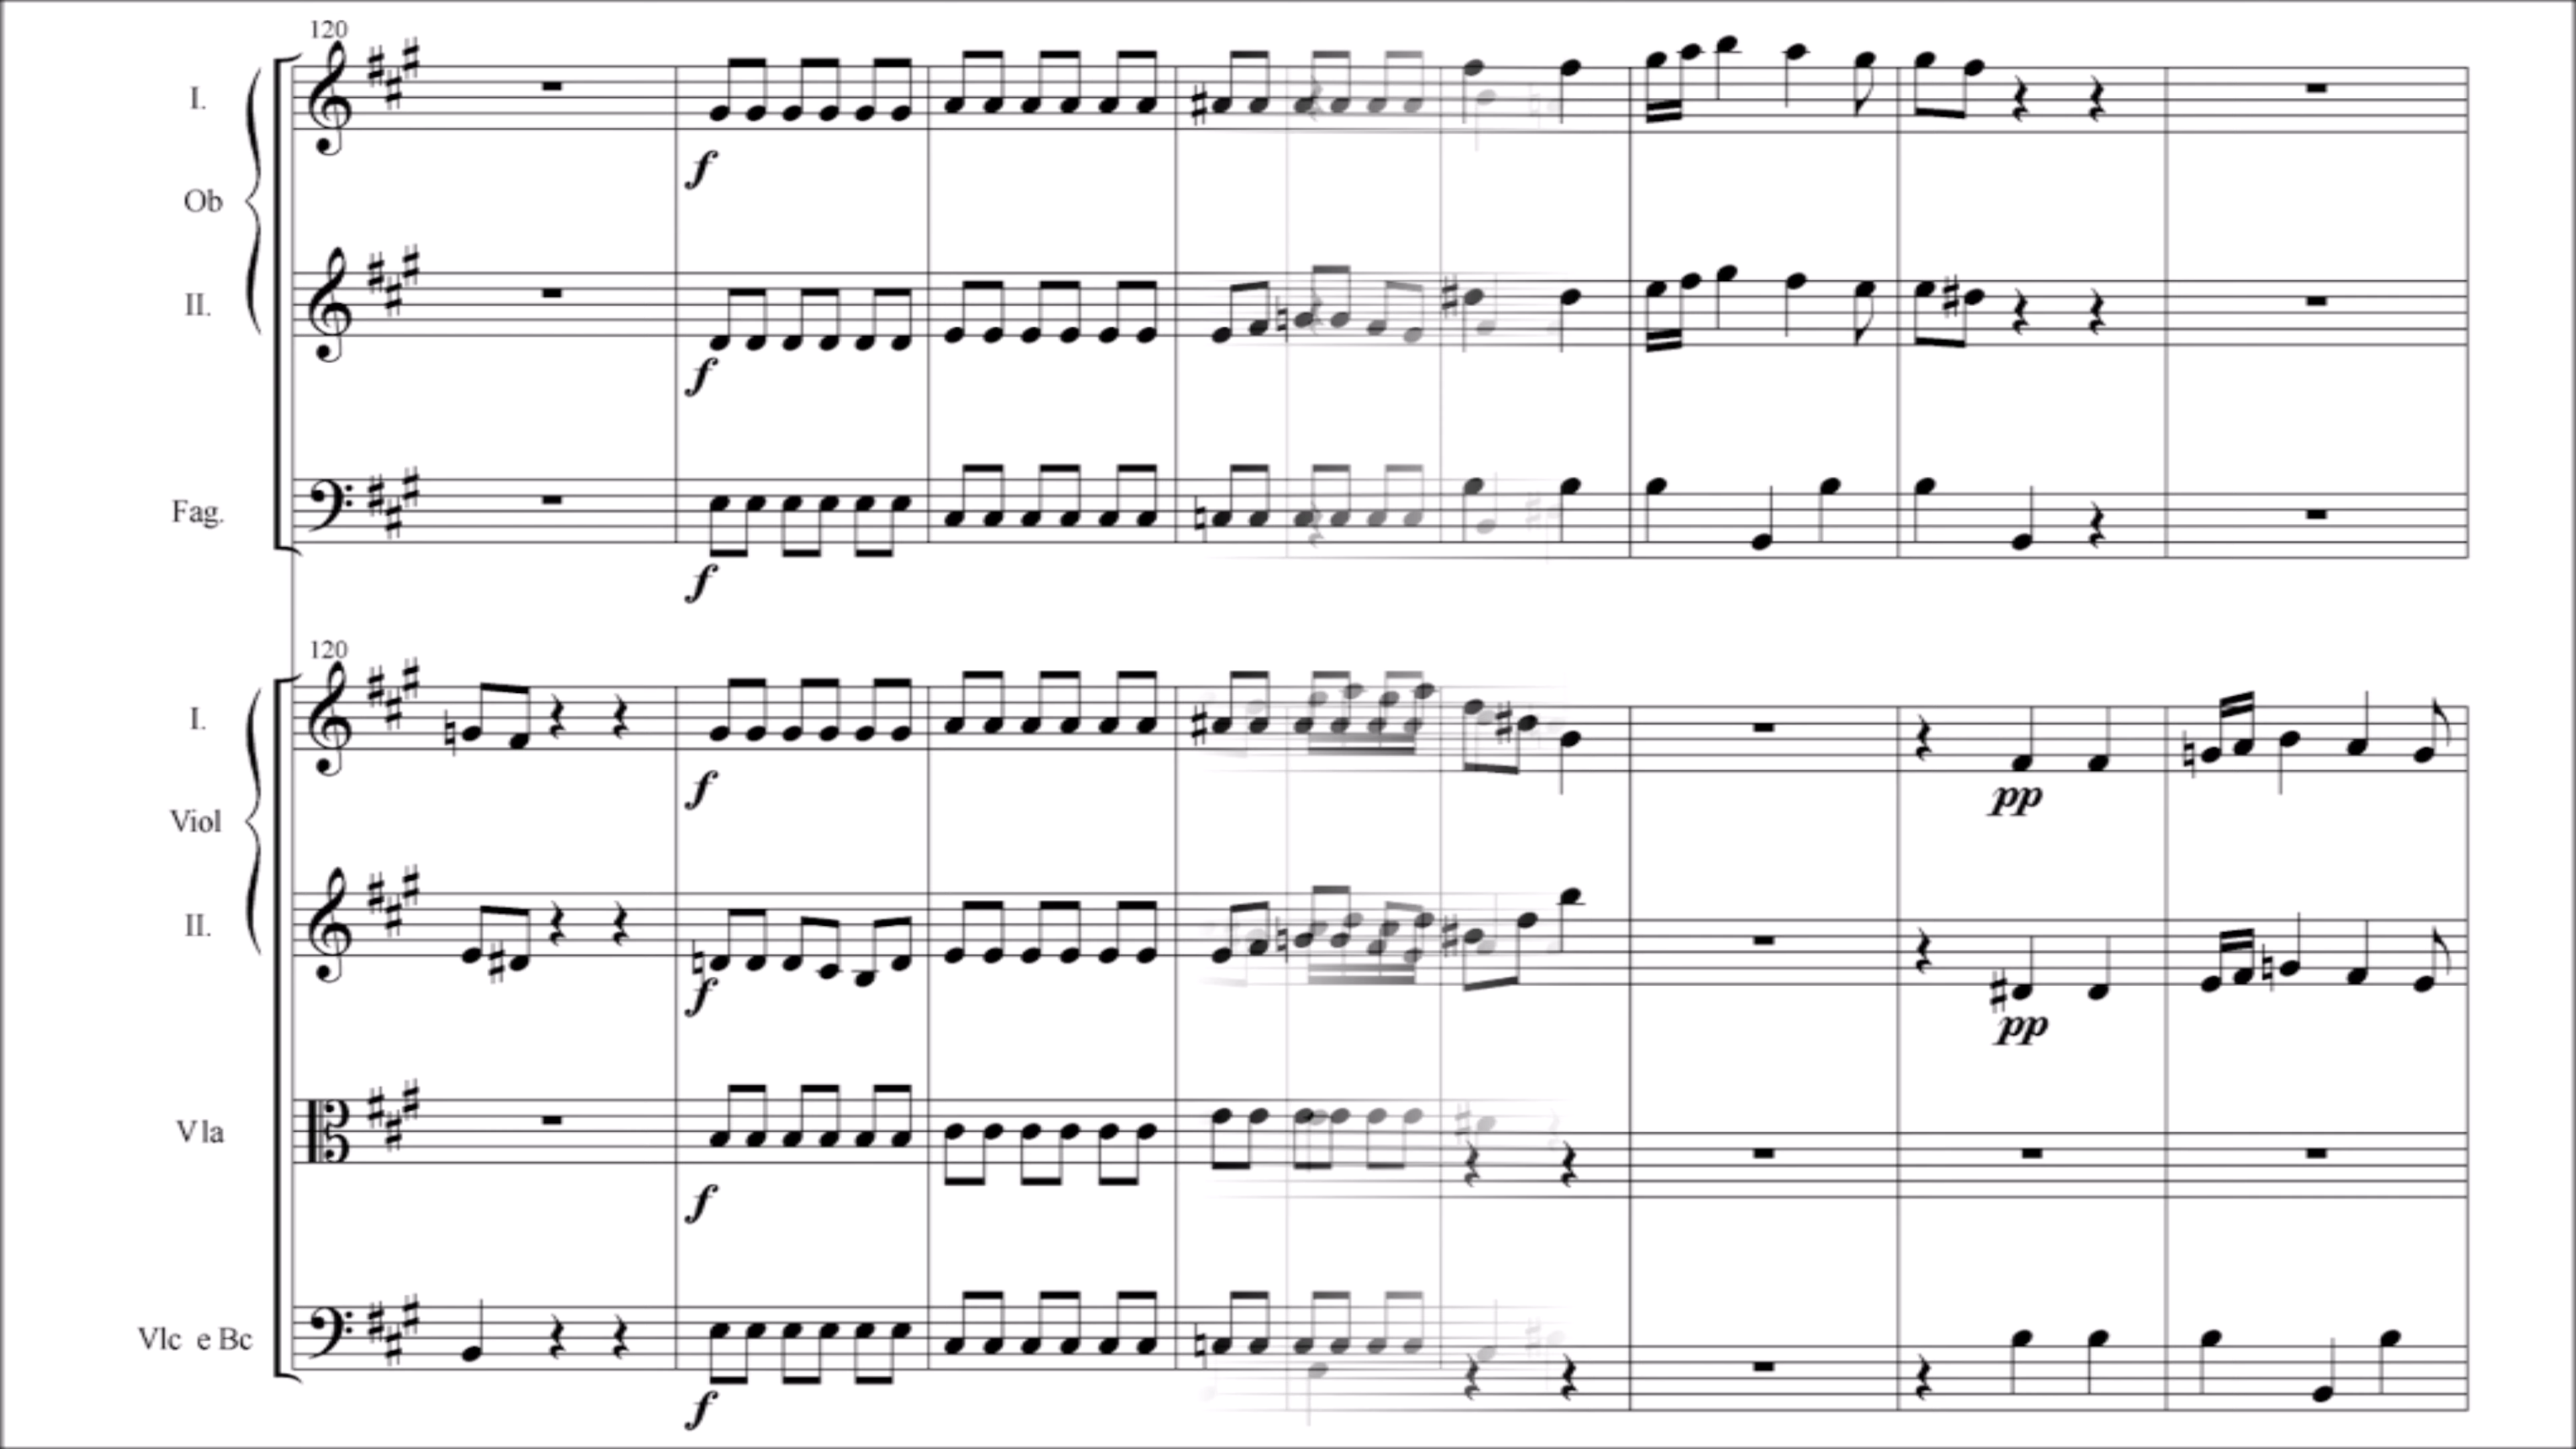 120
I.
Ob
f
II.
f
Fag.
f
120
I.
f
pp
Viol
II.
f
pp
Vla
f
Vlc e Bc
f